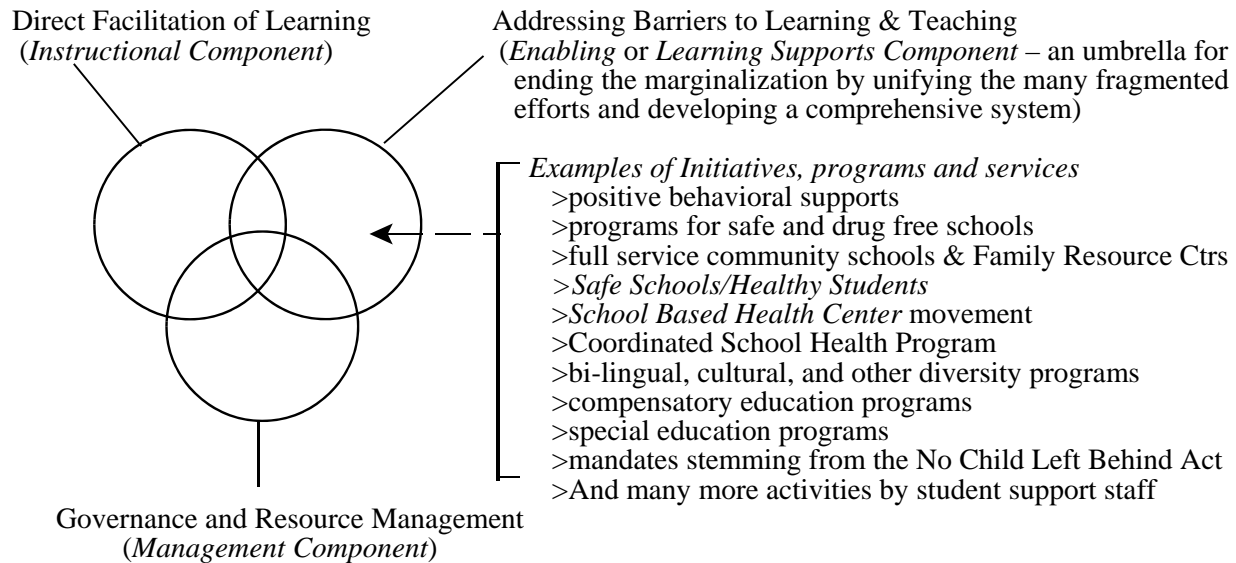 Direct Facilitation of Learning
(Instructional Component)
Addressing Barriers to Learning & Teaching
(Enabling or Learning Supports Component – an umbrella for
ending the marginalization by unifying the many fragmented
efforts and developing a comprehensive system)
Examples of Initiatives, programs and services
>positive behavioral supports
>programs for safe and drug free schools
>full service community schools & Family Resource Ctrs
>Safe Schools/Healthy Students
>School Based Health Center movement
>Coordinated School Health Program
>bi-lingual, cultural, and other diversity programs
>compensatory education programs
>special education programs
>mandates stemming from the No Child Left Behind Act
>And many more activities by student support staff
Governance and Resource Management
(Management Component)